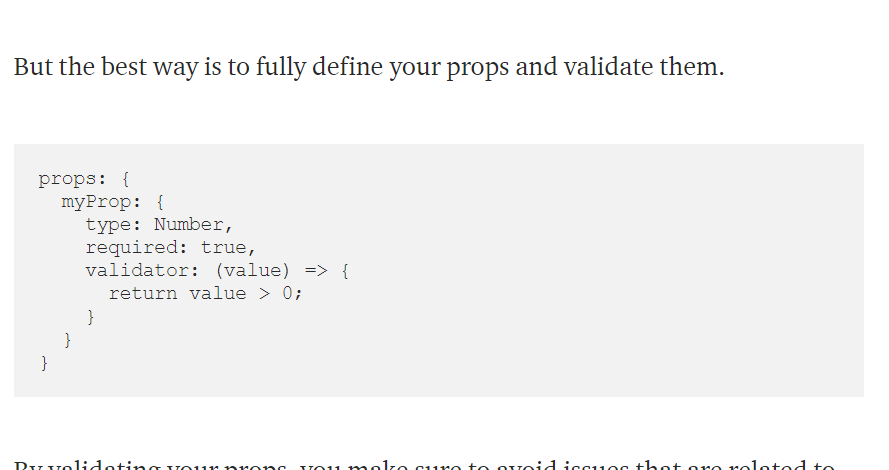 But the best way is to fully define your props and validate them.
props: {
myProp: {
type: Number,
required: true,
validator: (value) => {
return value > 0;
}
}
}
By validating your props, you make sure to avoid issues that are related to